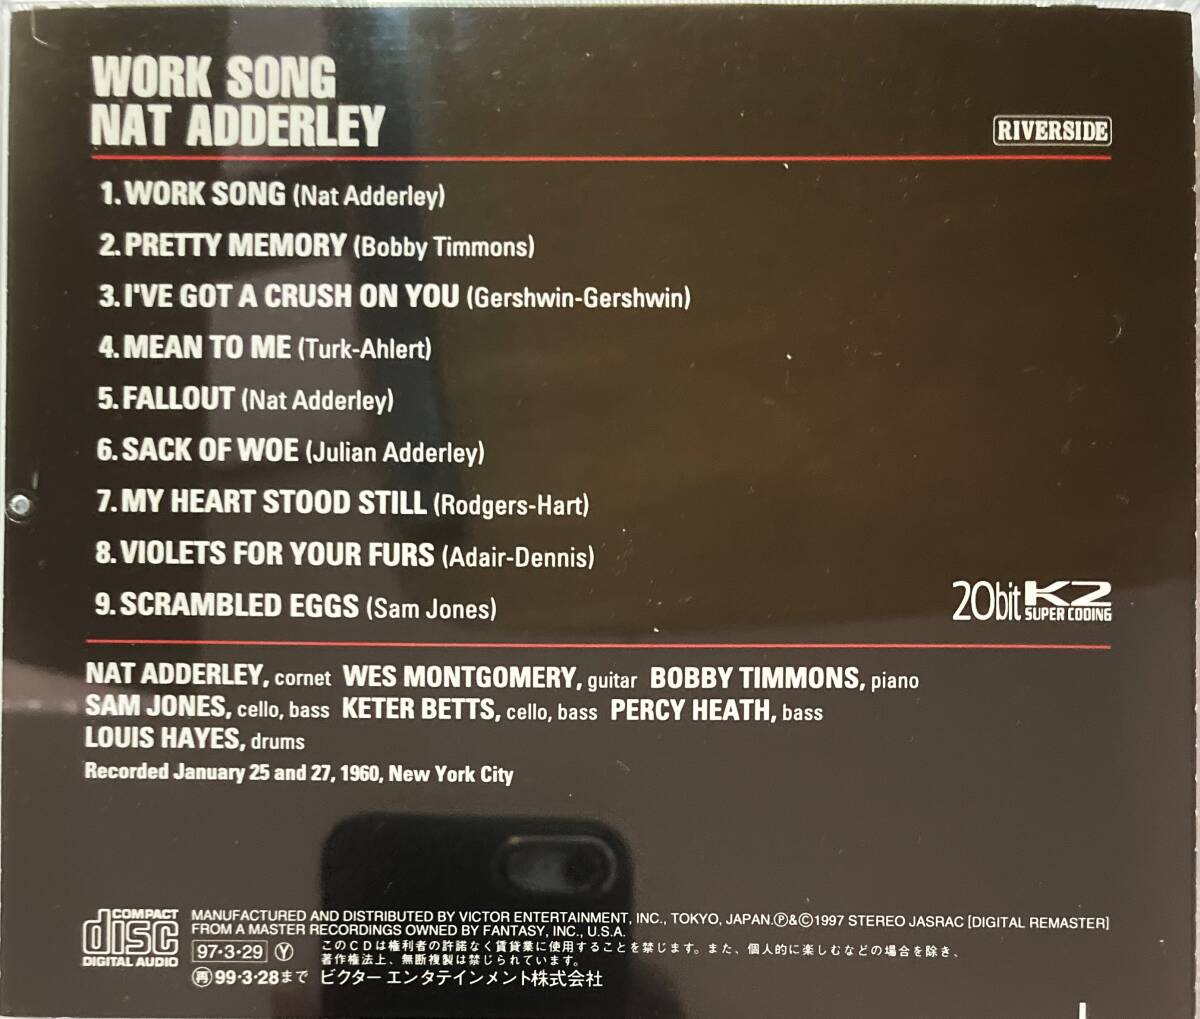 WORK SONG
NAT ADDERLEY
RIVERSIDE
1. WORK SONG (Nat Adderley)
2. PRETTY MEMORY (Bobby Timmons)
3. I'VE GOT A CRUSH ON YOU (Gershwin-Gershwin)
4. MEAN TO ME (Turk-Ahlert)
5. FALLOUT (Nat Adderley)
6. SACK OF WOE (Julian Adderley)
7. MY HEART STOOD STILL (Rodgers-Hart)
8. VIOLETS FOR YOUR FURS (Adair-Dennis)
9. SCRAMBLED EGGS (Sam Jones)
20bit K2
SUPER CODING
NAT ADDERLEY, cornet WES MONTGOMERY, guitar BOBBY TIMMONS, piano
SAM JONES, cello, bass KETER BETTS, cello, bass PERCY HEATH, bass
LOUIS HAYES, drums
Recorded January 25 and 27, 1960, New York City
COMPACT
disc
DIGITAL AUDIO
MANUFACTURED AND DISTRIBUTED BY VICTOR ENTERTAINMENT, INC., TOKYO, JAPAN.Ⓟ&Ⓒ1997 STEREO JASRAC [DIGITAL REMASTER]
FROM A MASTER RECORDINGS OWNED BY FANTASY, INC., U.S.A.
97・3・29 Ⓨ このCDは権利者の許諾なく賃貸業に使用することを禁じます。また、個人的に楽しむなどの場合を除き、
著作権法上、無断複製は禁じられています。
再99・3・28まで ビクター エンタテインメント株式会社